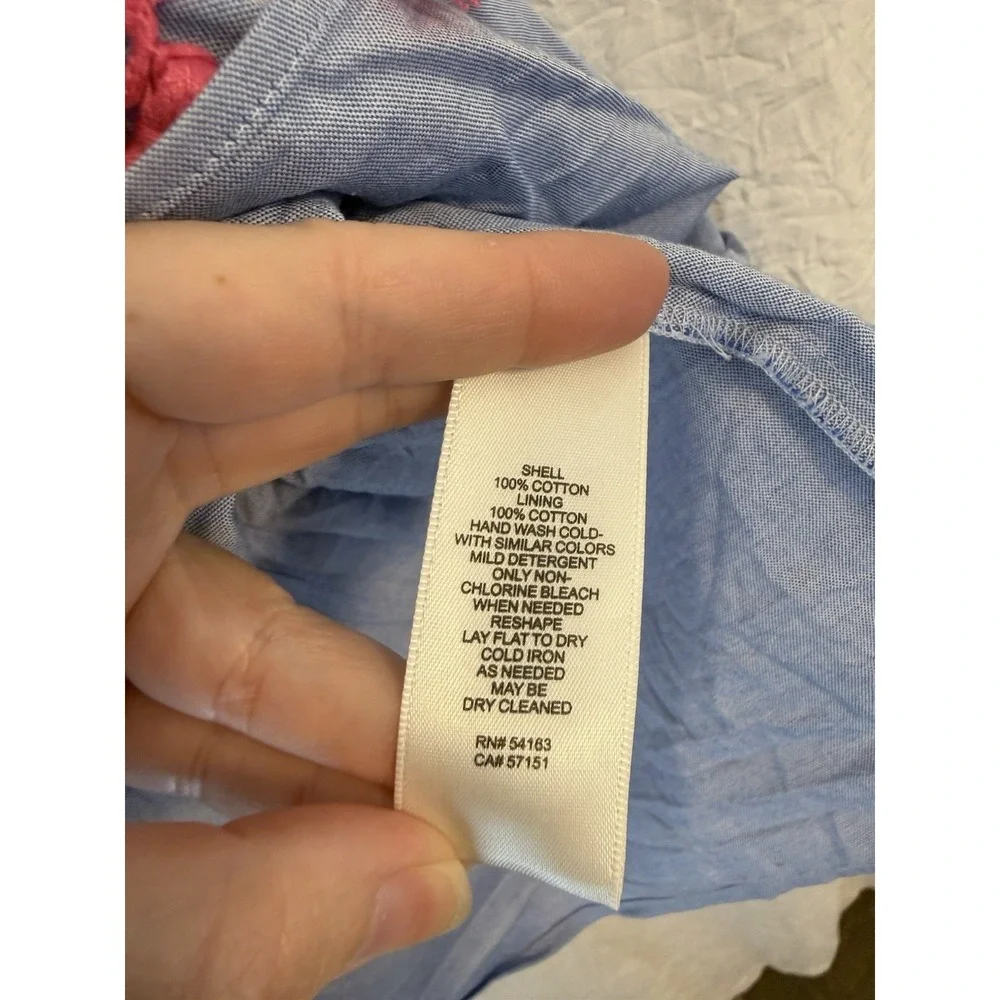 SHELL
100% COTTON
LINING
100% COTTON
HAND WASH COLD-
WITH SIMILAR COLORS
MILD DETERGENT
ONLY NON-
CHLORINE BLEACH
WHEN NEEDED
RESHAPE
LAY FLAT TO DRY
COLD IRON
AS NEEDED
MAY BE
DRY CLEANED
RN# 54163
CA# 57151